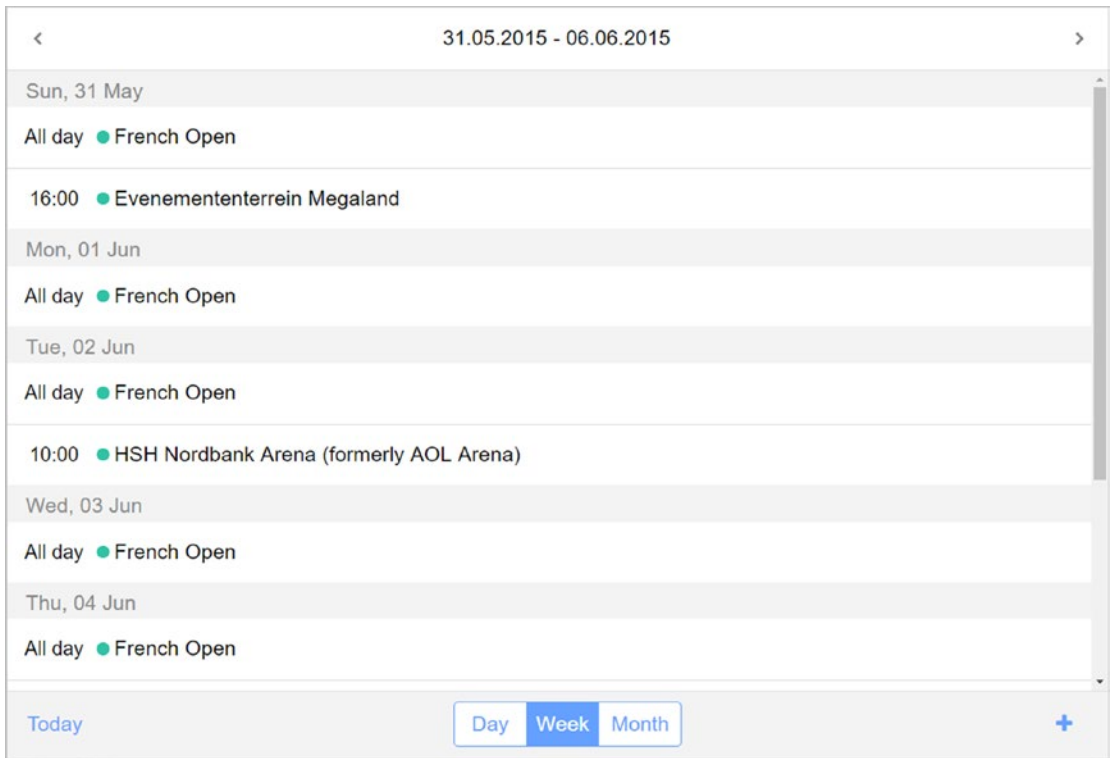 31.05.2015 - 06.06.2015
Sun, 31 May
All day French Open
16:00 Evenemententerrein Megaland
Mon, 01 Jun
All day French Open
Tue, 02 Jun
All day French Open
10:00 HSH Nordbank Arena (formerly AOL Arena)
Wed, 03 Jun
All day French Open
Thu, 04 Jun
All day French Open
Today Day Week Month +